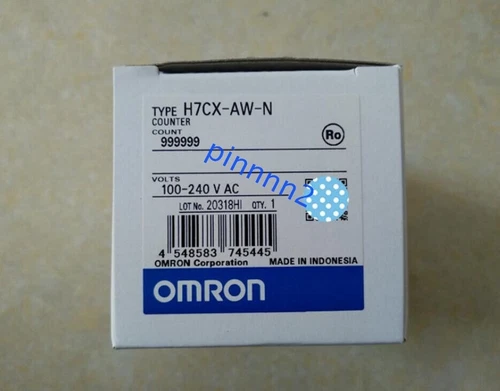 TYPE H7CX-AW-N
COUNTER
COUNT
999999
Ro
pinnnn2
VOLTS
100-240 V AC
LOT No. 20318HI QTY. 1
4 548583 745445
OMRON Corporation MADE IN INDONESIA
OMRON